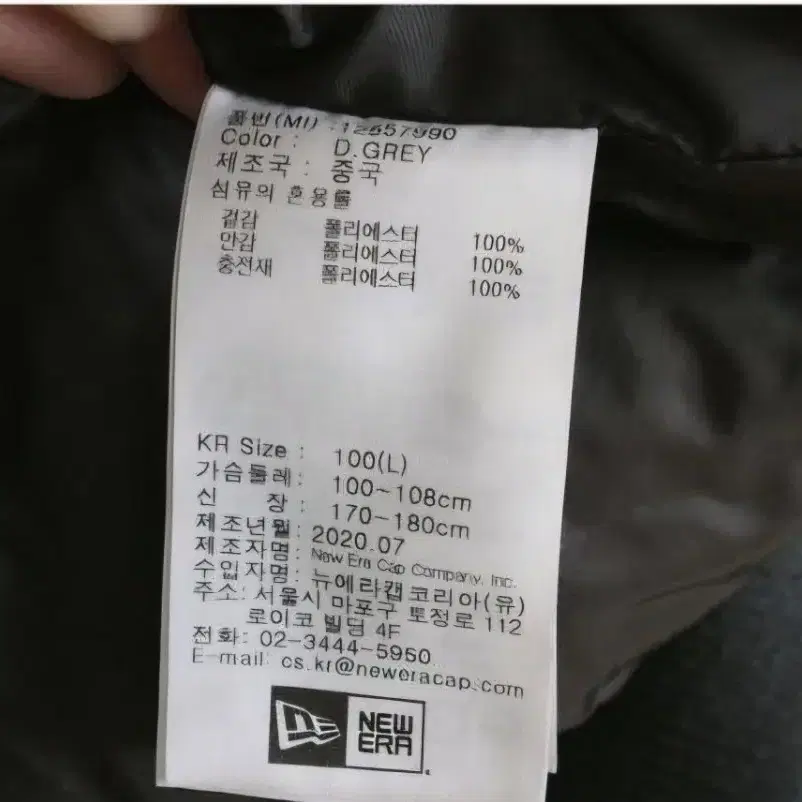 품번(MI) : 12557990
Color : D.GREY
제조국 : 중국
섬유의 혼용률
겉감 폴리에스터 100%
안감 폴리에스터 100%
충전재 폴리에스터 100%
KR Size : 100(L)
가슴둘레: 100~108cm
신 장 : 170~180cm
제조년월: 2020.07
제조자명: New Era Cap Company, Inc.
수입자명: 뉴에라캡코리아(유)
주소: 서울시 마포구 토정로 112
로이코 빌딩 4F
전화: 02-3444-5950
E-mail: cs.kr@neweracap.com
NEW
ERA